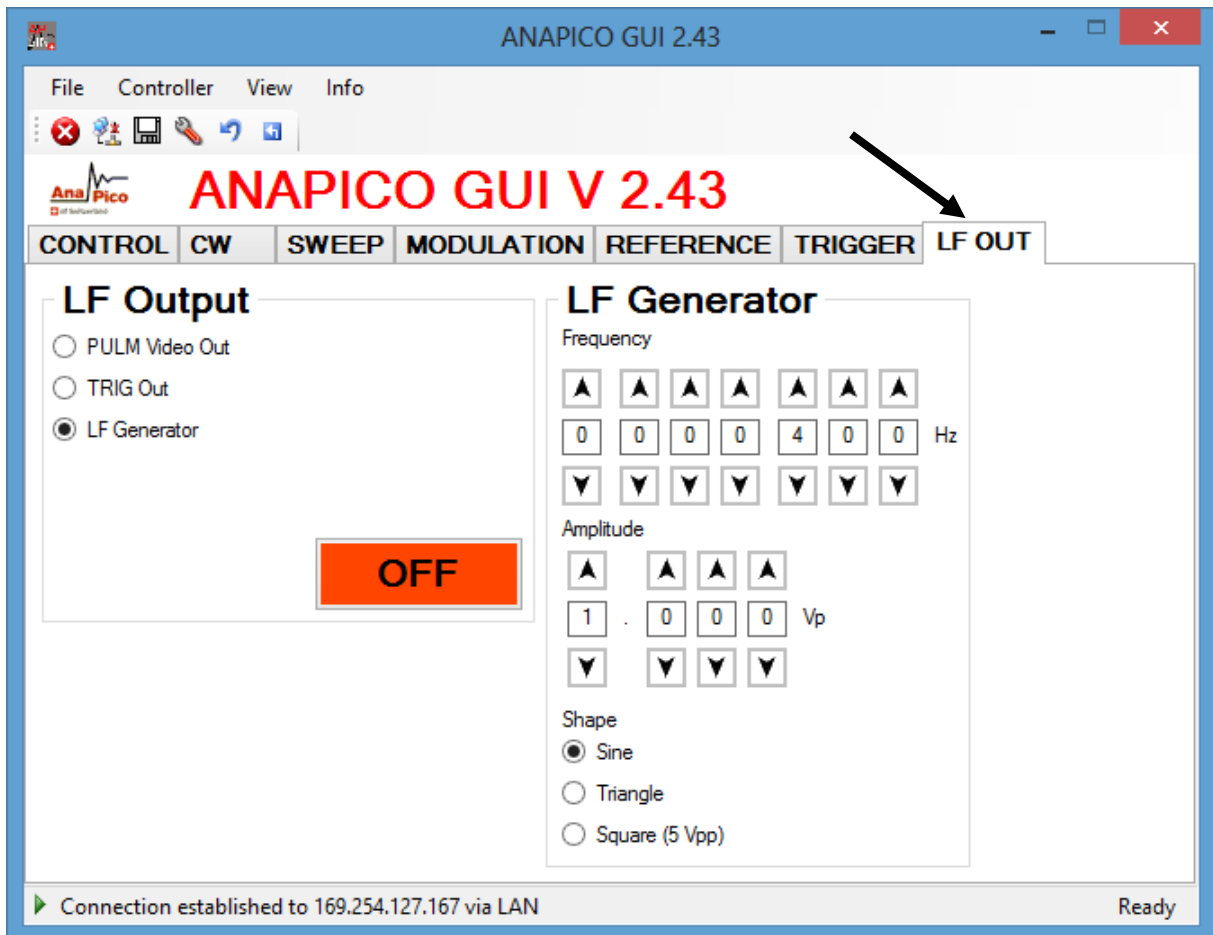 ANAPICO GUI 2.43
File Controller View Info
Ana Pico
ANAPICO GUI V 2.43
CONTROL CW SWEEP MODULATION REFERENCE TRIGGER LF OUT
LF Output
PULM Video Out
TRIG Out
LF Generator
OFF
LF Generator
Frequency
0 0 0 0 4 0 0 Hz
Amplitude
1 . 0 0 0 Vp
Shape
Sine
Triangle
Square (5 Vpp)
Connection established to 169.254.127.167 via LAN
Ready